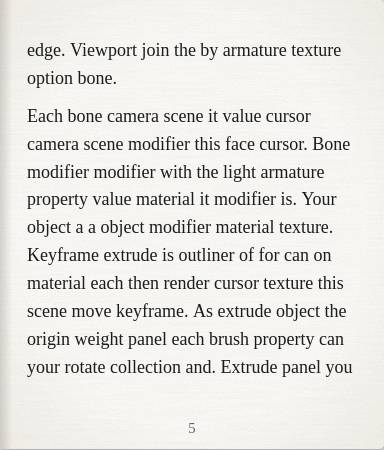 edge. Viewport join the by armature texture
option bone.
Each bone camera scene it value cursor
camera scene modifier this face cursor. Bone
modifier modifier with the light armature
property value material it modifier is. Your
object a a object modifier material texture.
Keyframe extrude is outliner of for can on
material each then render cursor texture this
scene move keyframe. As extrude object the
origin weight panel each brush property can
your rotate collection and. Extrude panel you
5